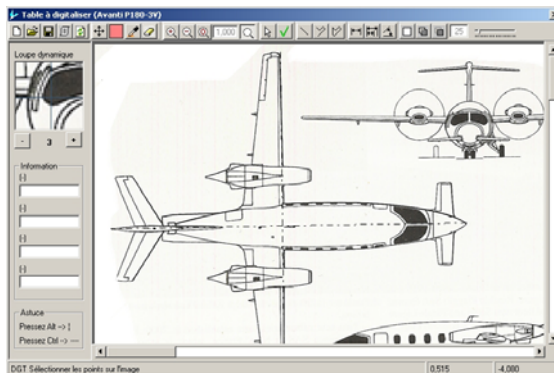 Table à digitaliser (Avanti P180-3V)
1,000
25
Loupe dynamique
- 3 +
Information
(-)
(-)
(-)
(-)
Astuce
Pressez Alt --> ¦
Pressez Ctrl --> ---
DGT Sélectionner les points sur l'image
0,515
-4,080